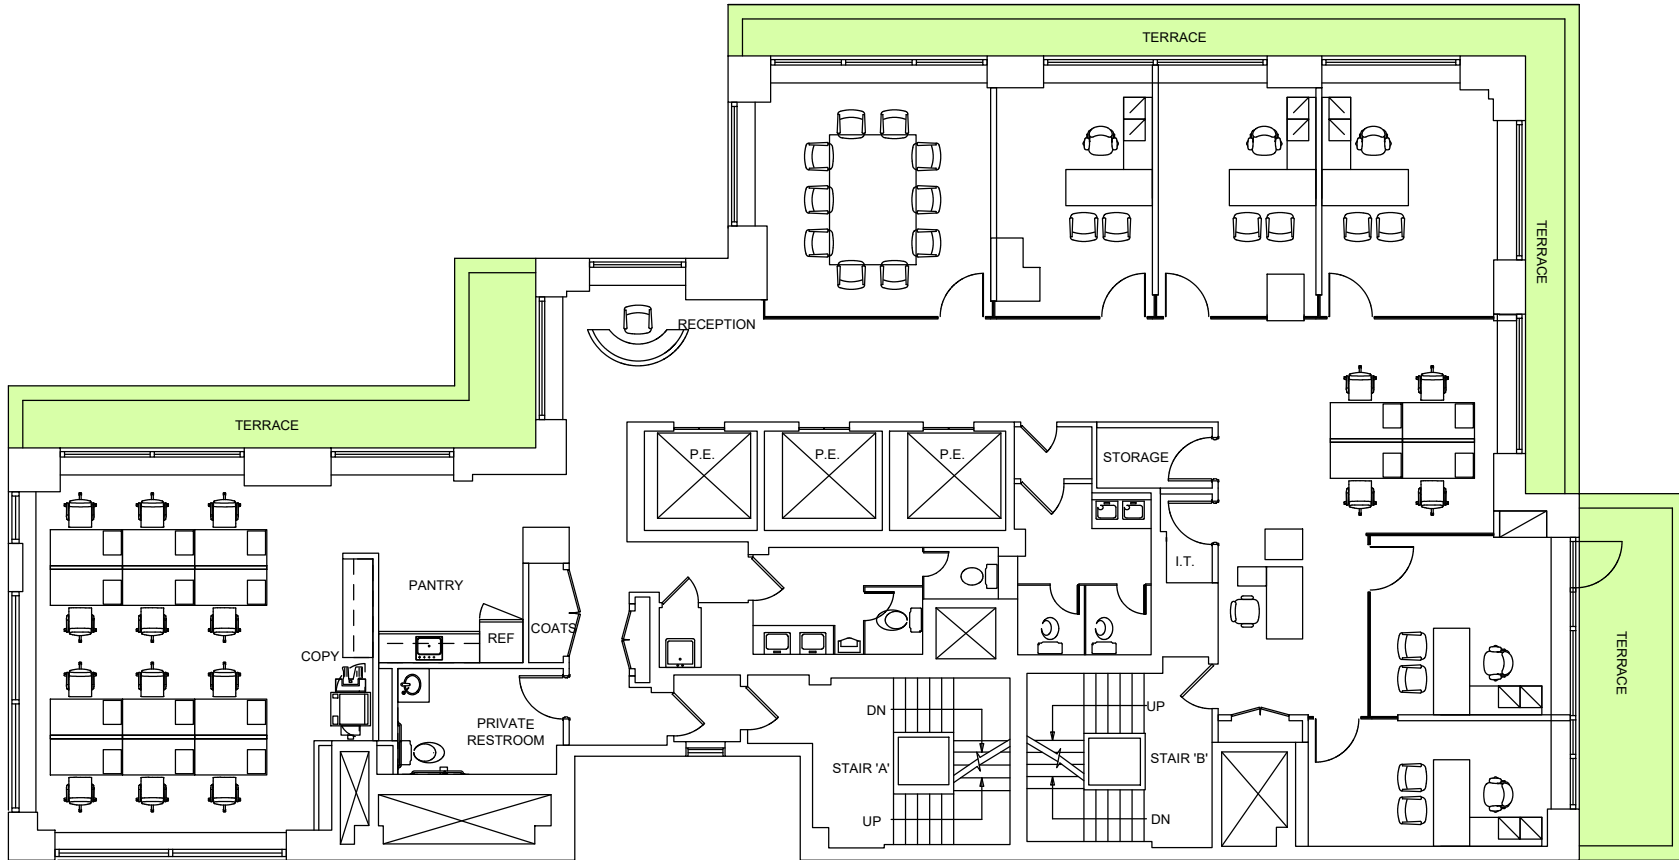 TERRACE
TERRACE
RECEPTION
TERRACE
P.E.
P.E.
P.E.
STORAGE
I.T.
PANTRY
REF
COATS
COPY
TERRACE
PRIVATE
RESTROOM
DN
UP
STAIR 'A'
STAIR 'B'
UP
DN